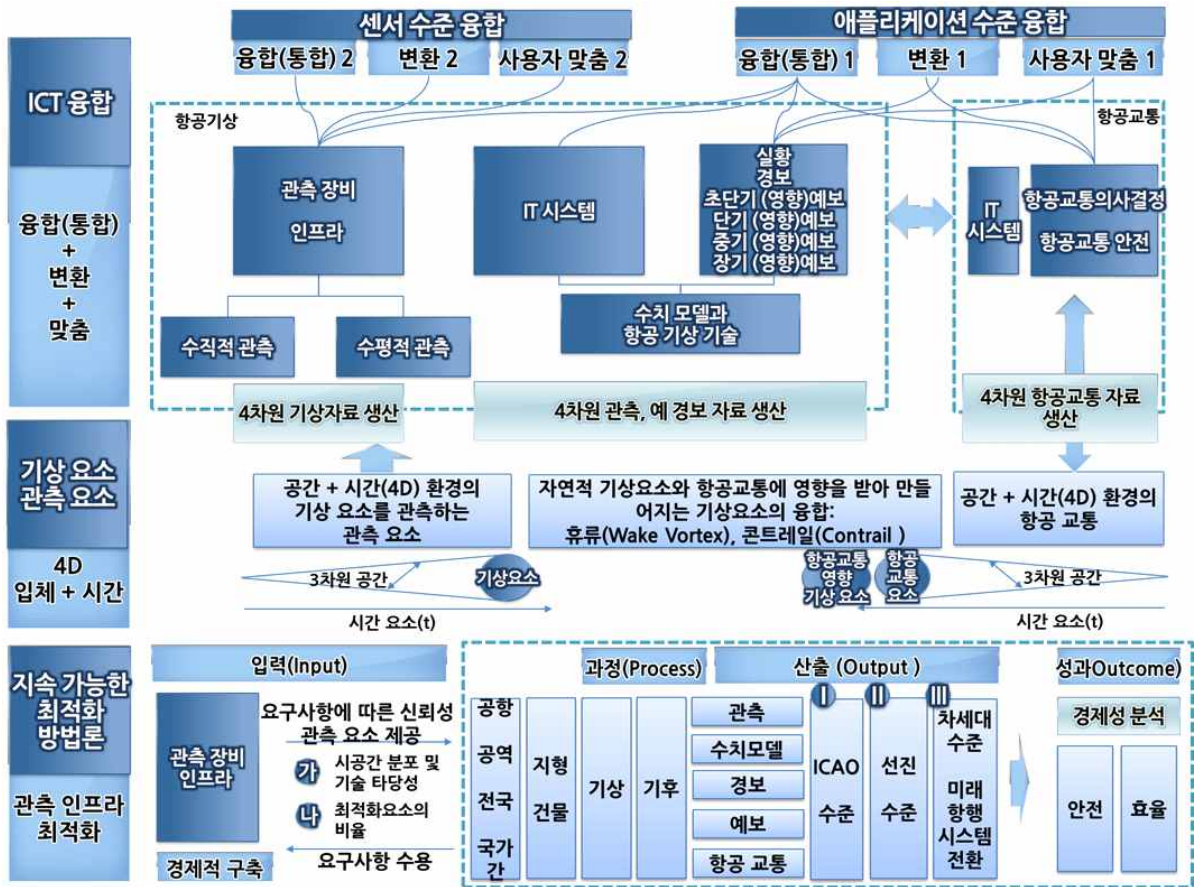 센서 수준 융합
애플리케이션 수준 융합
융합(통합) 2
변환 2
사용자 맞춤 2
융합(통합) 1
변환 1
사용자 맞춤 1
ICT 융합
융합(통합)
+
변환
+
맞춤
항공기상
관측 장비
인프라
IT 시스템
실황
경보
초단기 (영향)예보
단기 (영향)예보
중기 (영향)예보
장기 (영향)예보
수직적 관측
수평적 관측
수치 모델과
항공 기상 기술
항공교통
IT
시스템
항공교통의사결정
항공교통 안전
4차원 기상자료 생산
4차원 관측, 예 경보 자료 생산
4차원 항공교통 자료
생산
기상 요소
관측 요소
4D
입체 + 시간
공간 + 시간(4D) 환경의
기상 요소를 관측하는
관측 요소
자연적 기상요소와 항공교통에 영향을 받아 만들
어지는 기상요소의 융합:
휴류(Wake Vortex), 콘트레일(Contrail )
공간 + 시간(4D) 환경의
항공 교통
3차원 공간
기상요소
항공교통
영향
기상 요소
항공
교통
요소
3차원 공간
시간 요소(t)
시간 요소(t)
지속 가능한
최적화
방법론
관측 인프라
최적화
입력(Input)
관측 장비
인프라
경제적 구축
요구사항에 따른 신뢰성
관측 요소 제공
가
시공간 분포 및
기술 타당성
나
최적화요소의
비율
요구사항 수용
과정(Process)
산출 (Output )
성과Outcome)
공항
공역
전국
국가
간
지형
건물
기상
기후
관측
수치모델
경보
예보
항공 교통
Ⅰ
ICAO
수준
Ⅱ
선진
수준
Ⅲ
차세대
수준
미래
항행
시스템
전환
경제성 분석
안전
효율